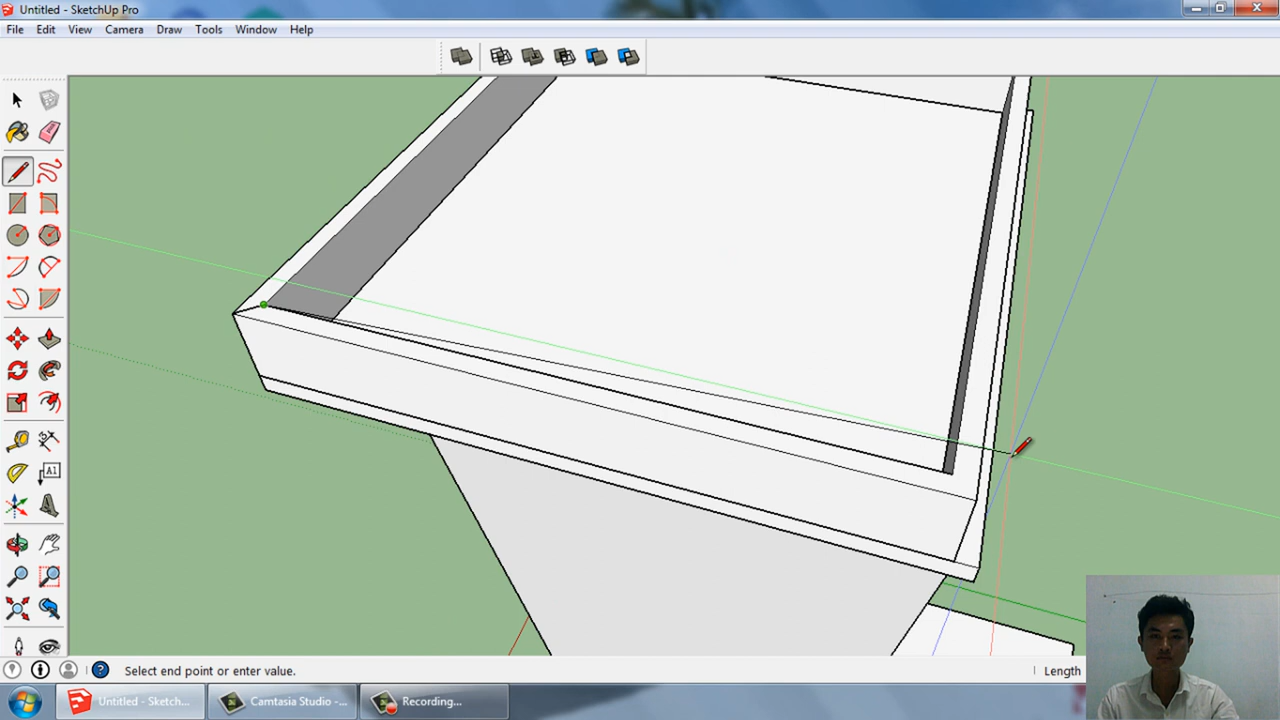 Untitled - SketchUp Pro
File Edit View Camera Draw Tools Window Help
A1
Select end point or enter value.
Length
Untitled - Sketch...
Camtasia Studio -...
Recording...